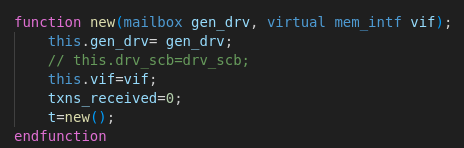 function new(mailbox gen_drv, virtual mem_intf vif);
this.gen_drv= gen_drv;
// this.drv_scb=drv_scb;
this.vif=vif;
txns_received=0;
t=new();
endfunction